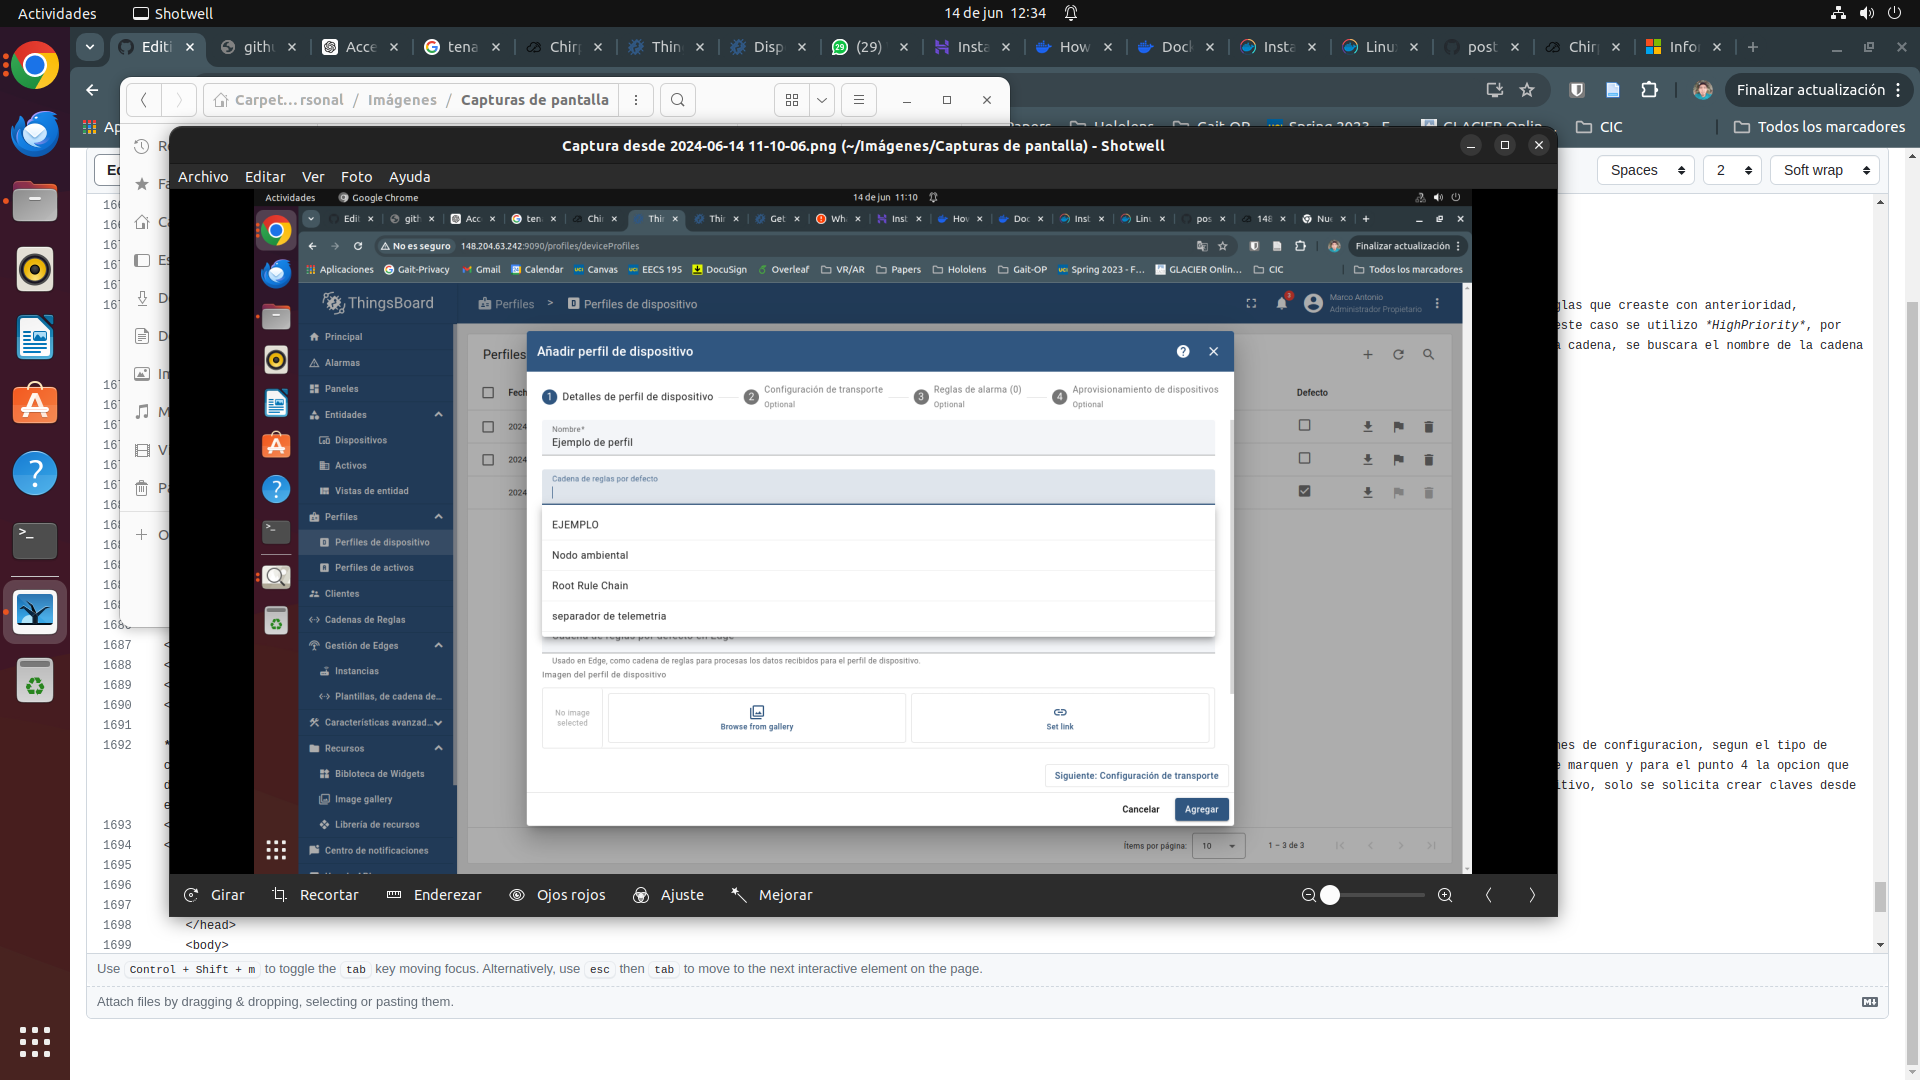 Actividades
Shotwell
14 de jun 12:34
Editi
gith
Acce
tena
Chirp
Thin
Disp
(29)
Insta
How
Dock
Insta
Linu
post
Chirp
Info
Finalizar actualización
Carpet…rsonal / Imágenes / Capturas de pantalla
Hololens
Gait-OP
CIC
Todos los marcadores
Captura desde 2024-06-14 11-10-06.png (~/Imágenes/Capturas de pantalla) - Shotwell
Archivo Editar Ver Foto Ayuda
Spaces
2
Soft wrap
Actividades
Google Chrome
14 de jun 11:10
No es seguro
148.204.63.242:9090/profiles/deviceProfiles
Finalizar actualización
Aplicaciones
Gait-Privacy
Gmail
Calendar
Canvas
EECS 195
DocuSign
Overleaf
VR/AR
Papers
Hololens
Gait-OP
Spring 2023 - F…
GLACIER Onlin…
CIC
Todos los marcadores
ThingsBoard
Perfiles > Perfiles de dispositivo
Marco Antonio
Administrador Propietario
Principal
Alarmas
Paneles
Entidades
Dispositivos
Activos
Vistas de entidad
Perfiles
Perfiles de dispositivo
Perfiles de activos
Clientes
Cadenas de Reglas
Gestión de Edges
Instancias
Plantillas, de cadena de…
Características avanzad…
Recursos
Bibloteca de Widgets
Image gallery
Librería de recursos
Centro de notificaciones
Perfiles
Fech
Defecto
2024
2024
2024
Añadir perfil de dispositivo
1 Detalles de perfil de dispositivo
2 Configuración de transporte
Optional
3 Reglas de alarma (0)
Optional
4 Aprovisionamiento de dispositivos
Optional
Nombre*
Ejemplo de perfil
Cadena de reglas por defecto
EJEMPLO
Nodo ambiental
Root Rule Chain
separador de telemetria
Cadena de reglas por defecto en Edge
Usado en Edge, como cadena de reglas para procesas los datos recibidos para el perfil de dispositivo.
Imagen del perfil de dispositivo
No image
selected
Browse from gallery
Set link
Siguiente: Configuración de transporte
Cancelar
Agregar
Ítems por página: 10
1 – 3 de 3
glas que creaste con anterioridad,
este caso se utilizo *HighPriority*, por
a cadena, se buscara el nombre de la cadena
nes de configuracion, segun el tipo de
e marquen y para el punto 4 la opcion que
itivo, solo se solicita crear claves desde
Girar
Recortar
Enderezar
Ojos rojos
Ajuste
Mejorar
1687 <
1688 <
1689 <
1690 <
1691
1692
1693 <
1694 <
1695
1696
1697
1698 </head>
1699 <body>
Use Control + Shift + m to toggle the tab key moving focus. Alternatively, use esc then tab to move to the next interactive element on the page.
Attach files by dragging & dropping, selecting or pasting them.